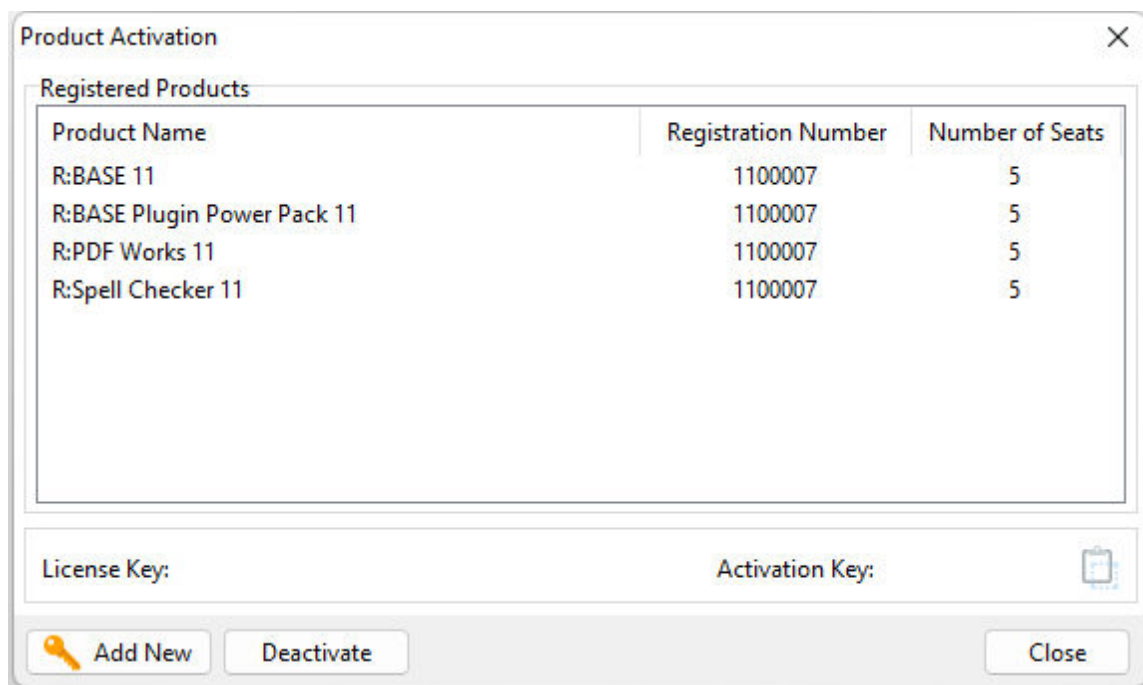 Product Activation
Registered Products
Product Name Registration Number Number of Seats
R:BASE 11 1100007 5
R:BASE Plugin Power Pack 11 1100007 5
R:PDF Works 11 1100007 5
R:Spell Checker 11 1100007 5
License Key: Activation Key:
Add New Deactivate Close